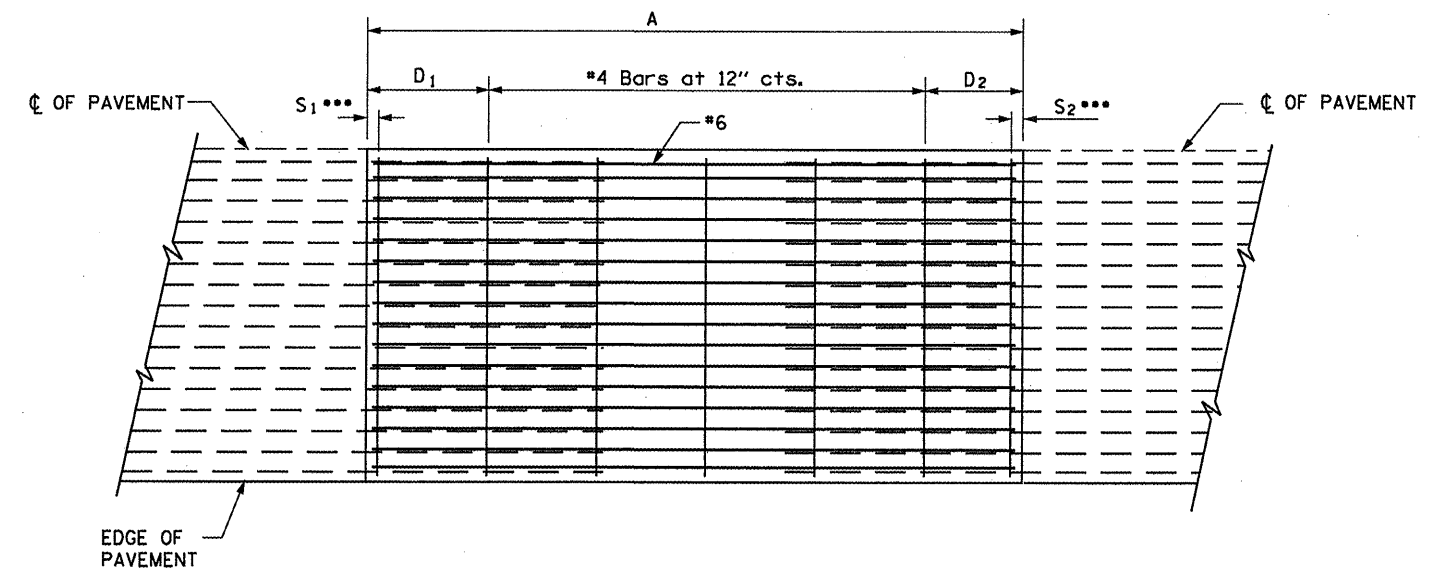 A
D1
#4 Bars at 12" cts.
D2
S1***
S2***
℄ OF PAVEMENT
℄ OF PAVEMENT
#6
EDGE OF
PAVEMENT